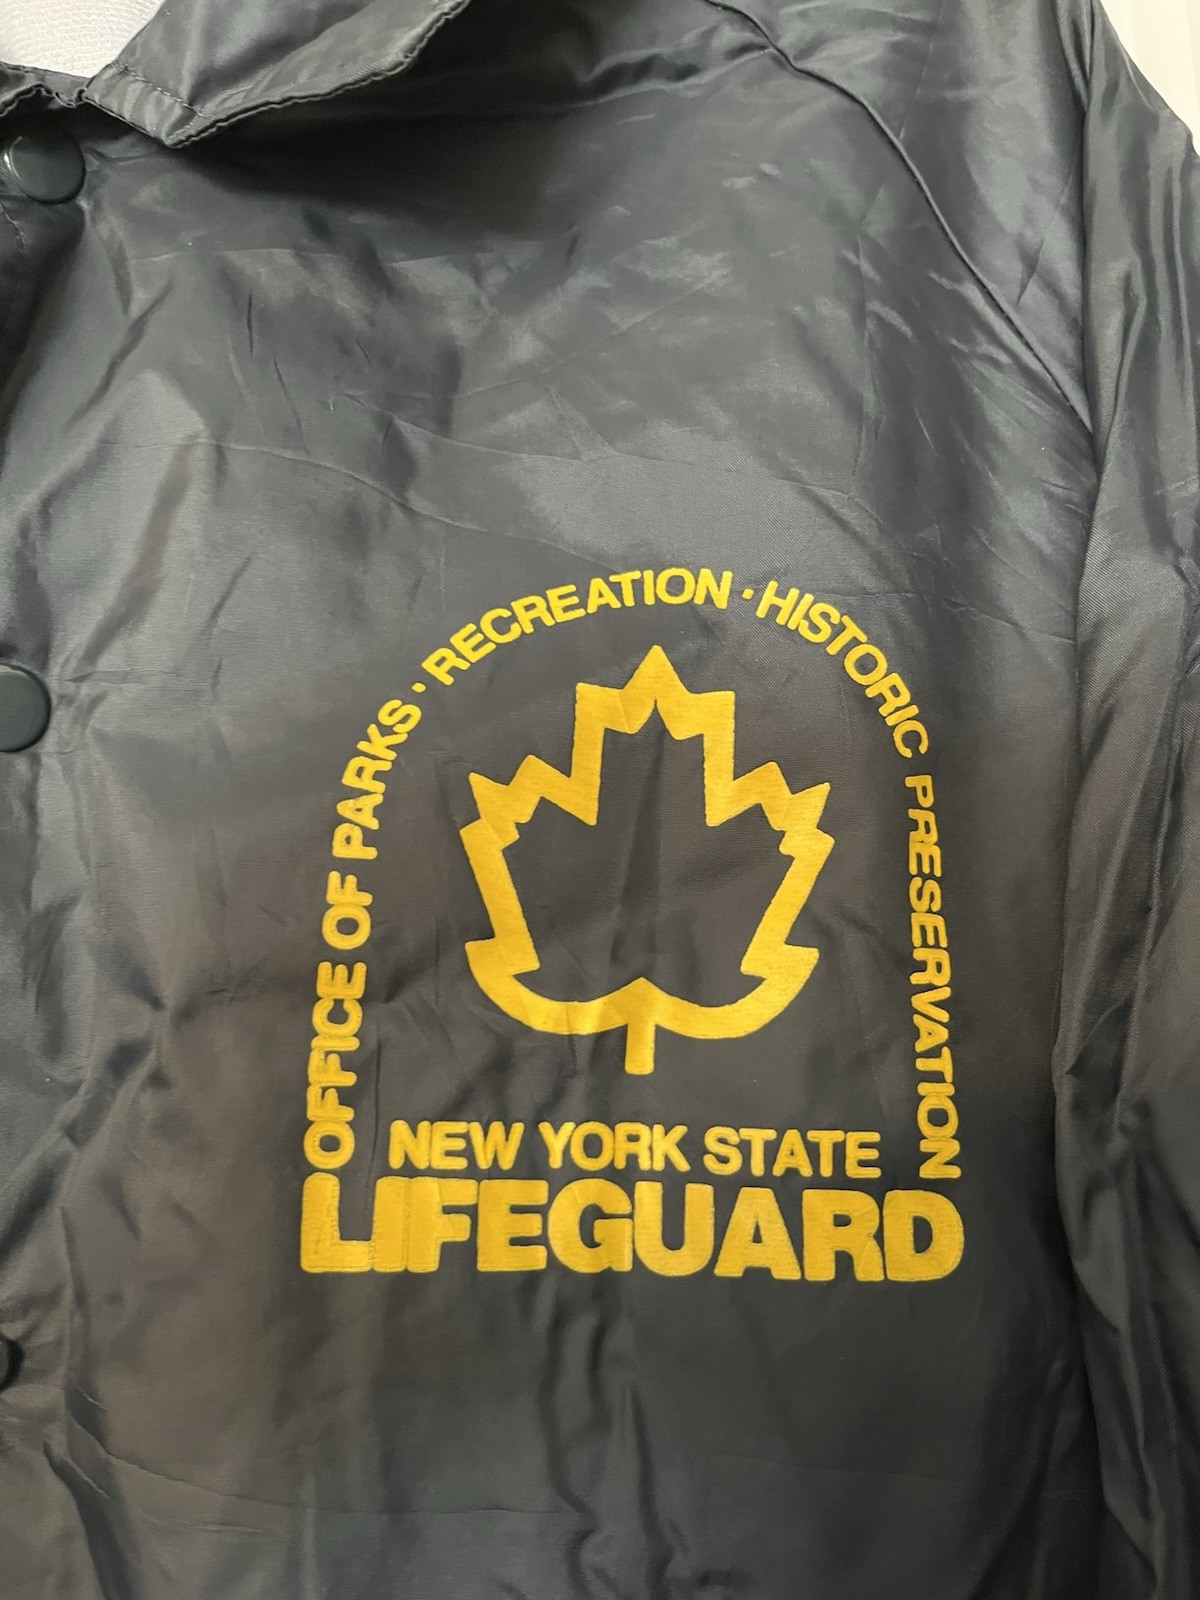 OFFICE OF PARKS · RECREATION · HISTORIC PRESERVATION
NEW YORK STATE
LIFEGUARD